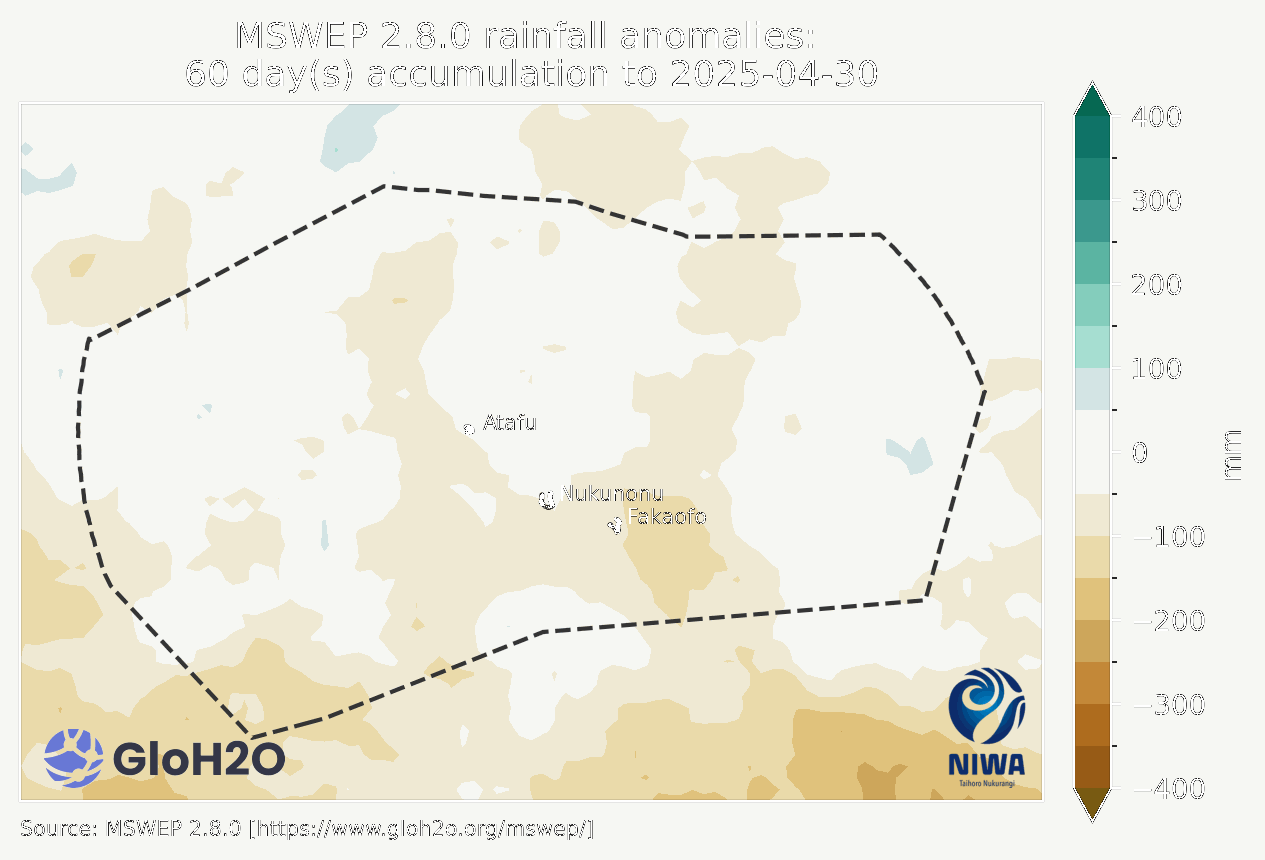 MSWEP 2.8.0 rainfall anomalies:
60 day(s) accumulation to 2025-04-30
400
300
200
100
0
−100
−200
−300
−400
mm
Atafu
Nukunonu
Fakaofo
GloH2O
NIWA
Taihoro Nukurangi
Source: MSWEP 2.8.0 [https://www.gloh2o.org/mswep/]